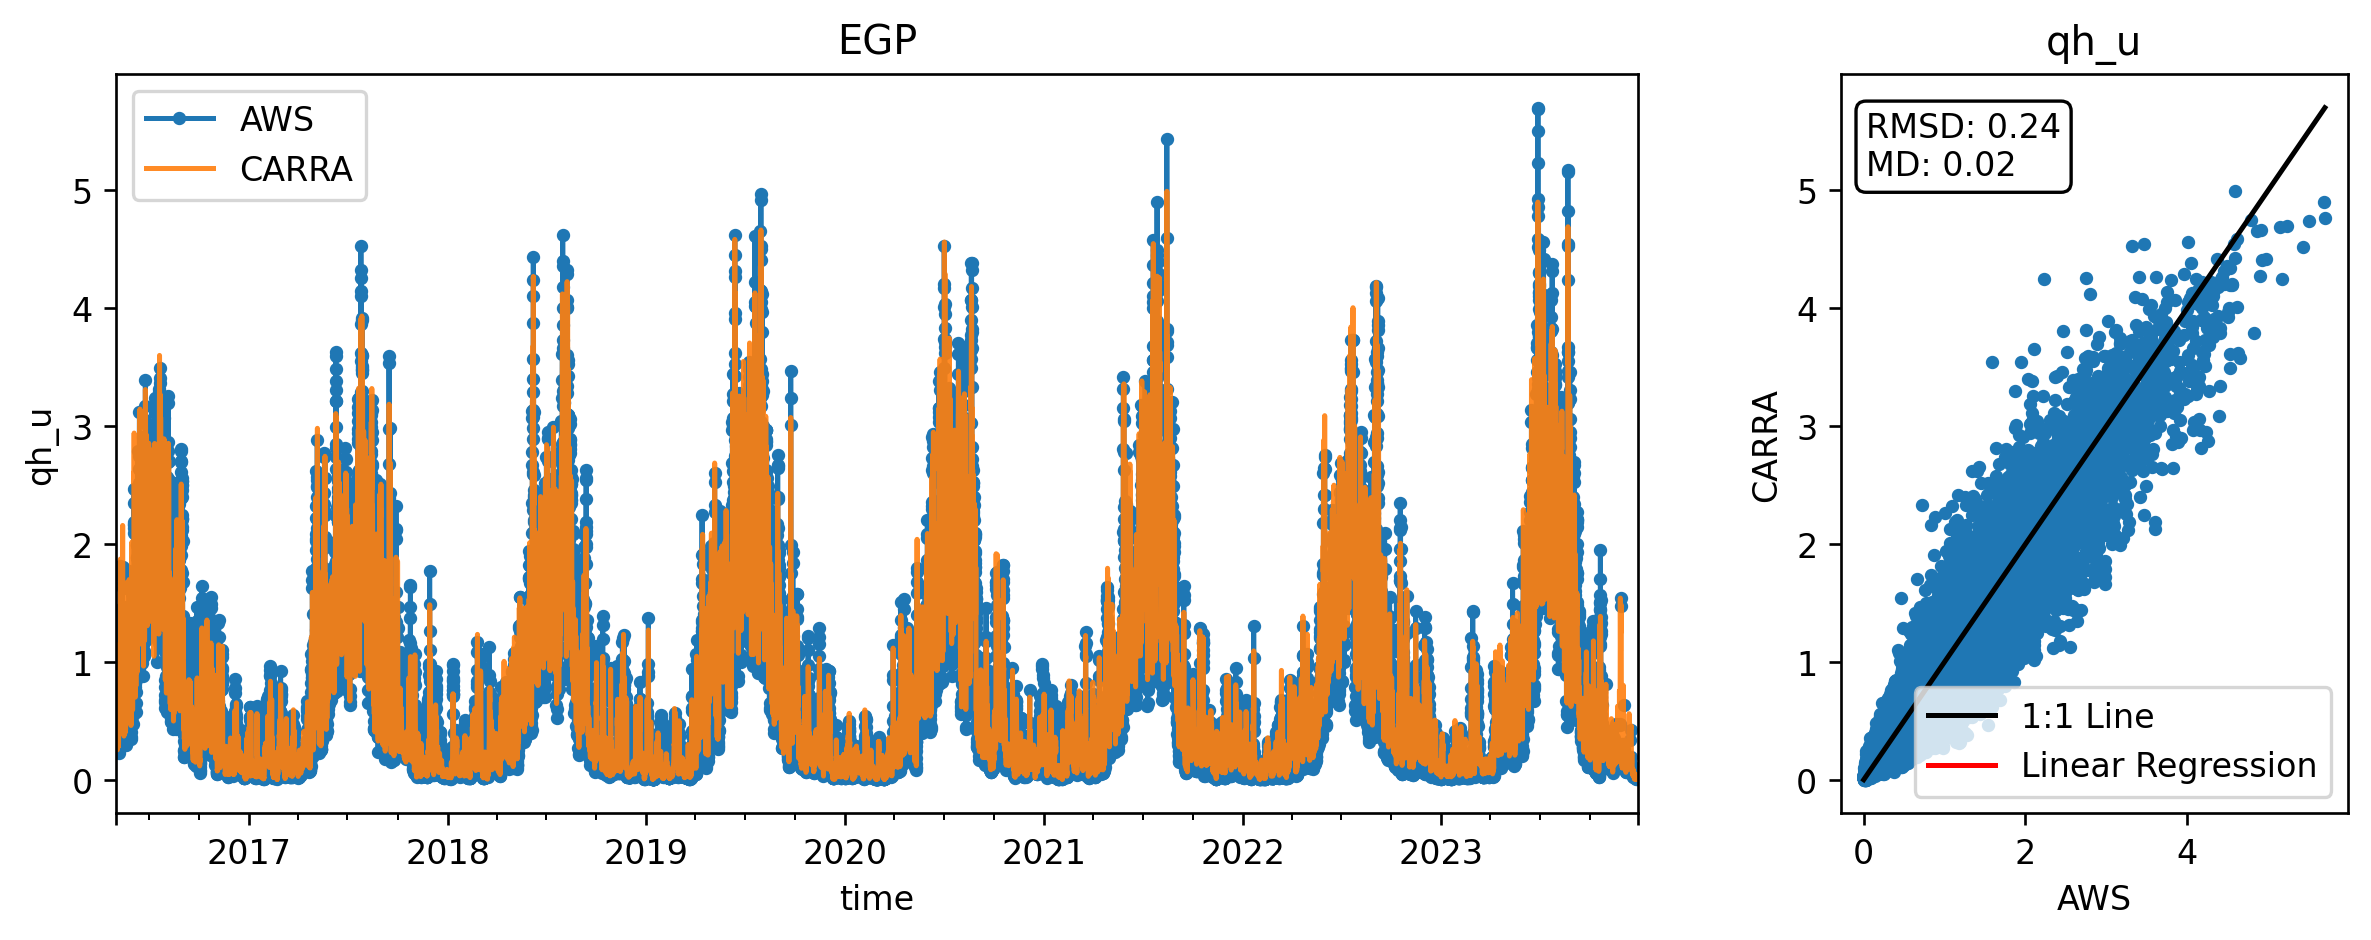 EGP
AWS
CARRA
qh_u
5
4
3
2
1
0
2017 2018 2019 2020 2021 2022 2023
time
qh_u
RMSD: 0.24
MD: 0.02
CARRA
5
4
3
2
1
0
1:1 Line
Linear Regression
0 2 4
AWS